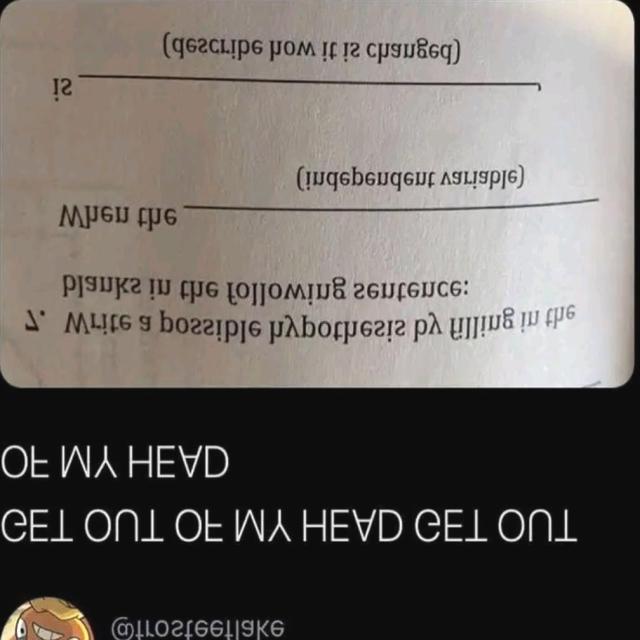 @frosteeflake
GET OUT OF MY HEAD GET OUT
OF MY HEAD
7. Write a possible hypothesis by filling in the
blanks in the following sentence:
When the
(independent variable)
is ,
(describe how it is changed)